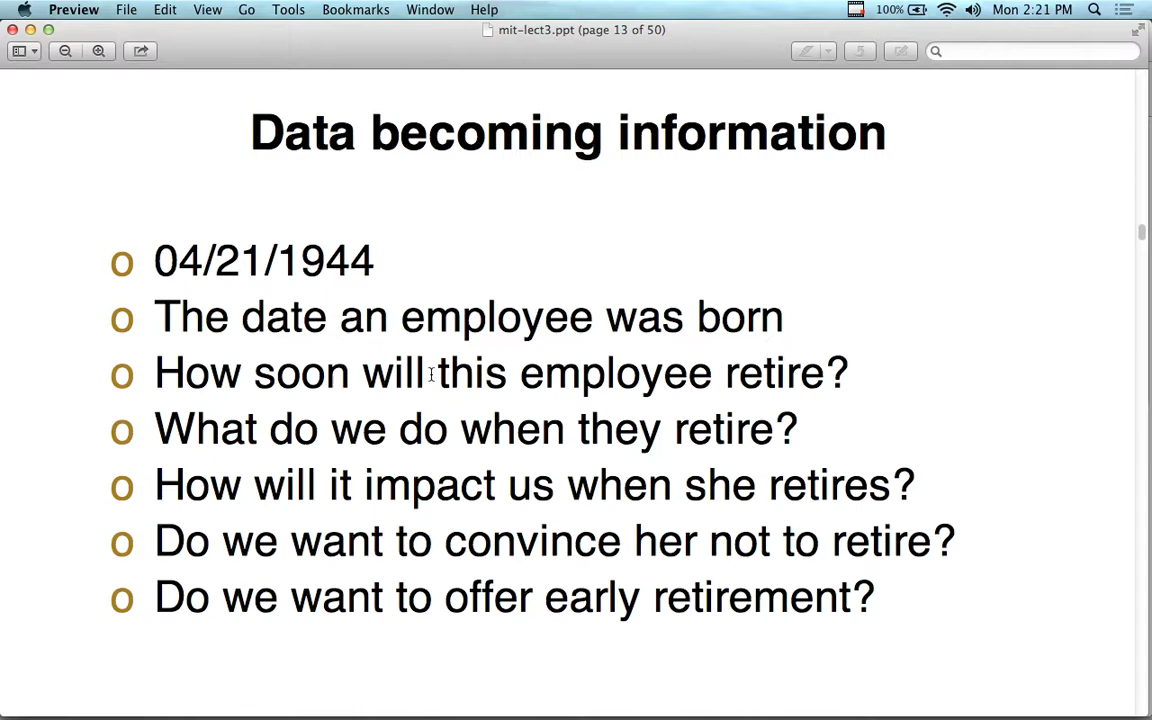 Preview File Edit View Go Tools Bookmarks Window Help 100% Mon 2:21 PM
mit-lect3.ppt (page 13 of 50)
Data becoming information
o 04/21/1944
o The date an employee was born
o How soon will this employee retire?
o What do we do when they retire?
o How will it impact us when she retires?
o Do we want to convince her not to retire?
o Do we want to offer early retirement?